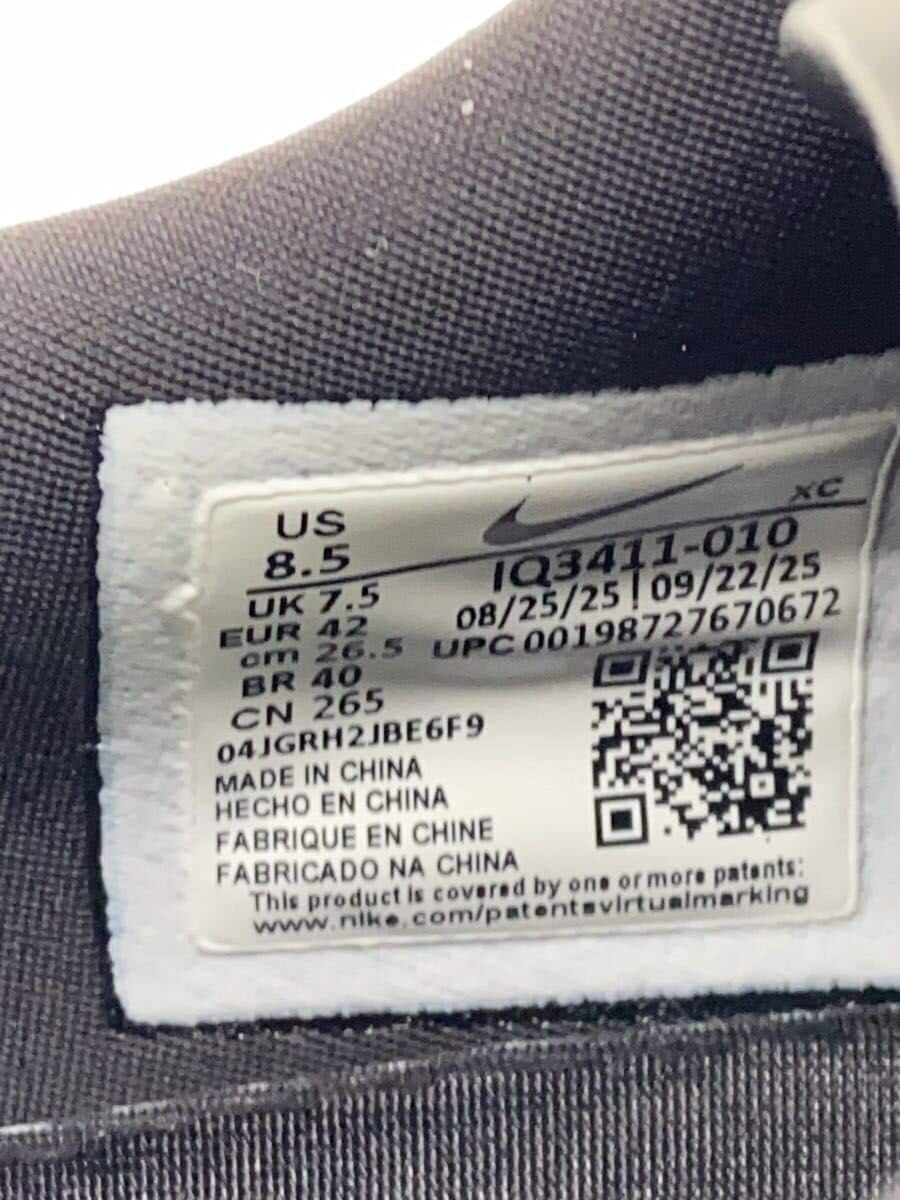 US
8.5
UK 7.5
EUR 42
cm 26.5
BR 40
CN 265
04JGRH2JBE6F9
MADE IN CHINA
HECHO EN CHINA
FABRIQUE EN CHINE
FABRICADO NA CHINA
XC
IQ3411-010
08/25/25 | 09/22/25
UPC 00198727670672
This product is covered by one or more patents:
www.nike.com/patentsvirtualmarking